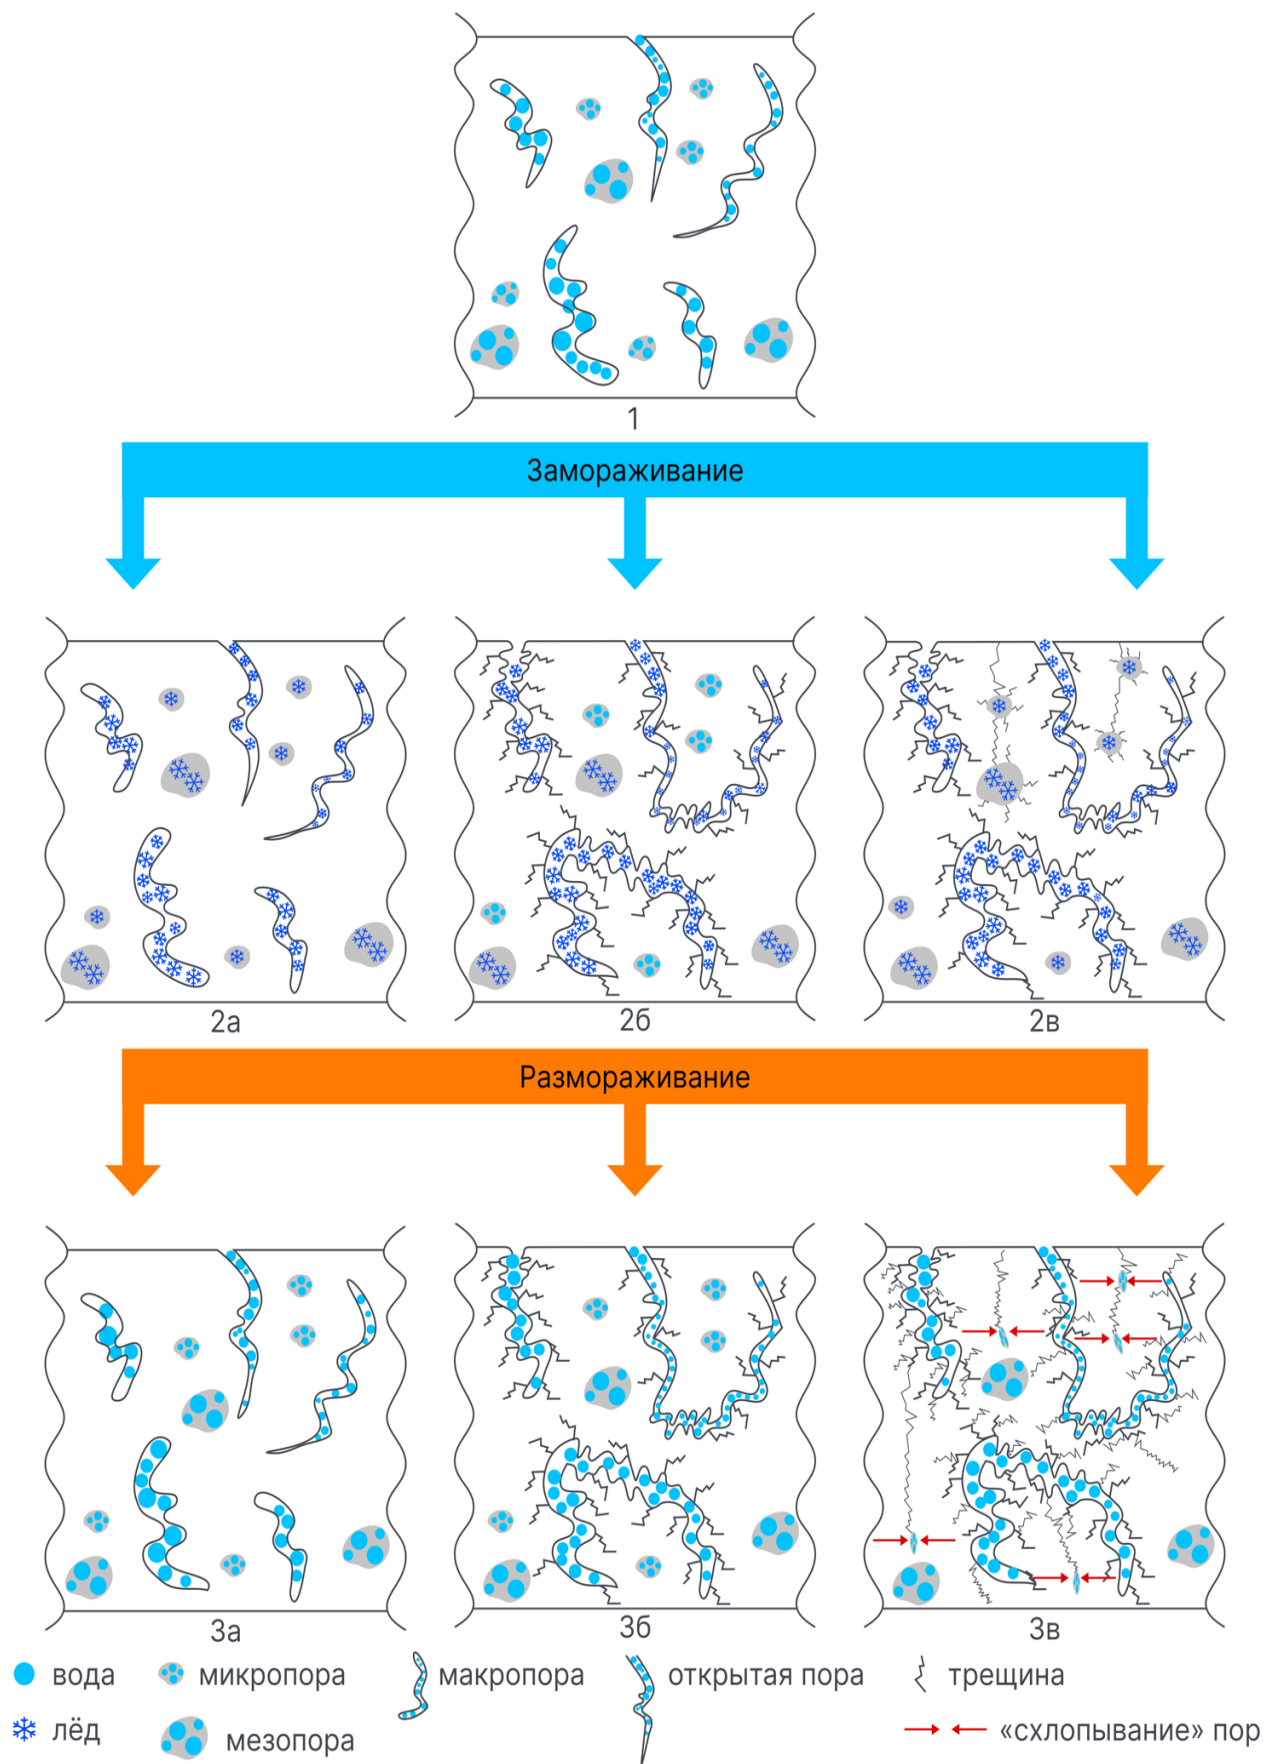 1
Замораживание
2а
2б
2в
Размораживание
3а
3б
3в
вода
микропора
макропора
открытая пора
трещина
лёд
мезопора
«схлопывание» пор